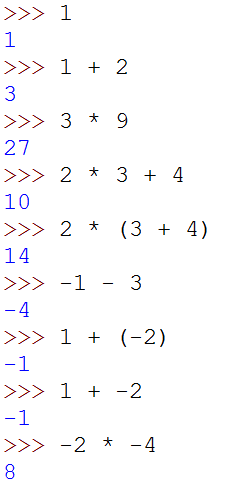 >>> 1
1
>>> 1 + 2
3
>>> 3 * 9
27
>>> 2 * 3 + 4
10
>>> 2 * (3 + 4)
14
>>> -1 - 3
-4
>>> 1 + (-2)
-1
>>> 1 + -2
-1
>>> -2 * -4
8